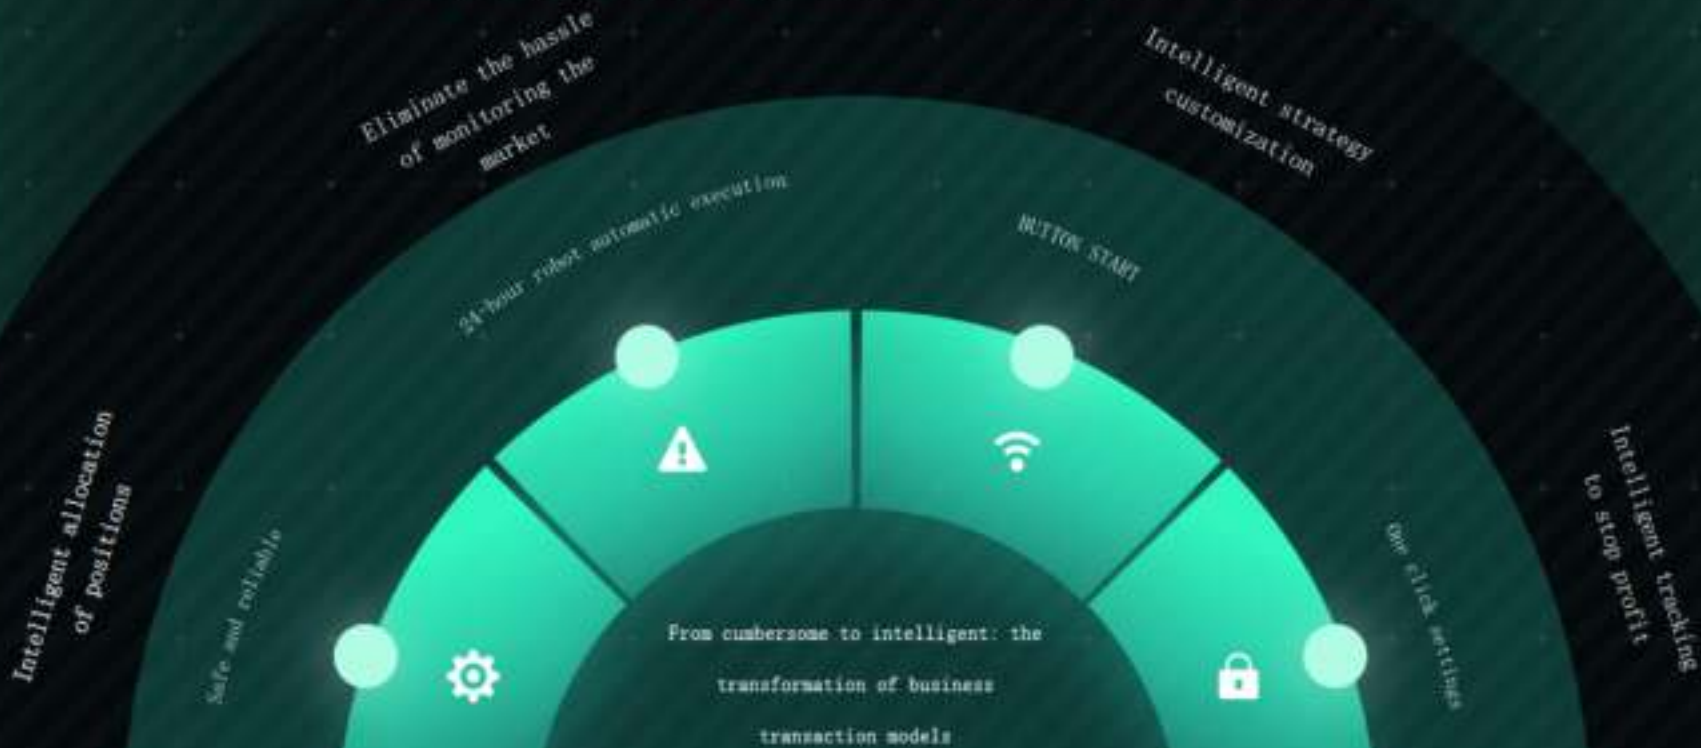 Eliminate the hassle
of monitoring the
market
Intelligent strategy
customization
24-hour robot automatic execution
BUTTON START
Intelligent allocation
of positions
Safe and reliable
One click settings
Intelligent tracking
to stop profit
From cumbersome to intelligent: the
transformation of business
transaction models